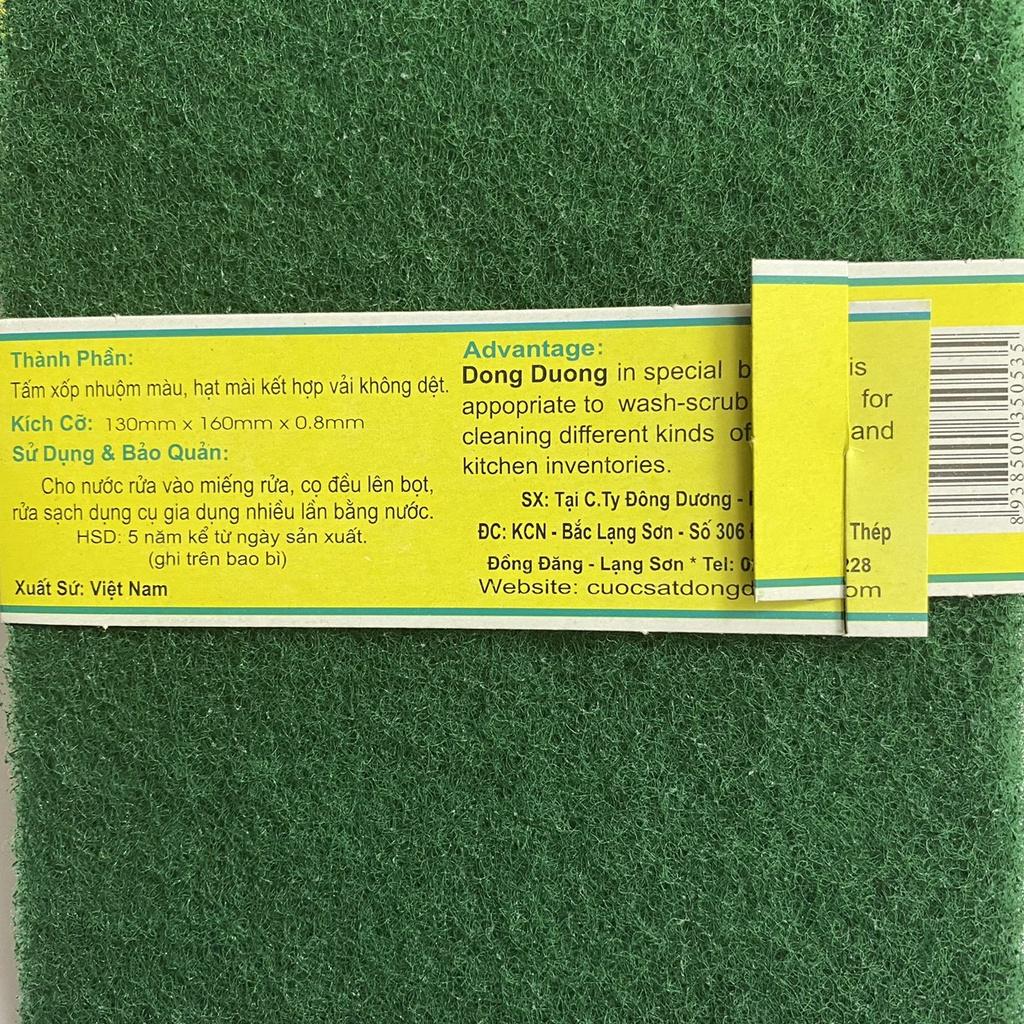 Thành Phần:
Tấm xốp nhuộm màu, hạt mài kết hợp vải không dệt.
Kích Cỡ: 130mm x 160mm x 0.8mm
Sử Dụng & Bảo Quản:
Cho nước rửa vào miếng rửa, cọ đều lên bọt,
rửa sạch dụng cụ gia dụng nhiều lần bằng nước.
HSD: 5 năm kể từ ngày sản xuất.
(ghi trên bao bì)
Xuất Sứ: Việt Nam
Advantage:
Dong Duong in special is
appopriate to wash-scrub for
cleaning different kinds of and
kitchen inventories.
SX: Tại C.Ty Đông Dương -
ĐC: KCN - Bắc Lạng Sơn - Số 306 Thép
Đồng Đăng - Lạng Sơn * Tel: 228
Website: cuocsatdongd om
8938500350535